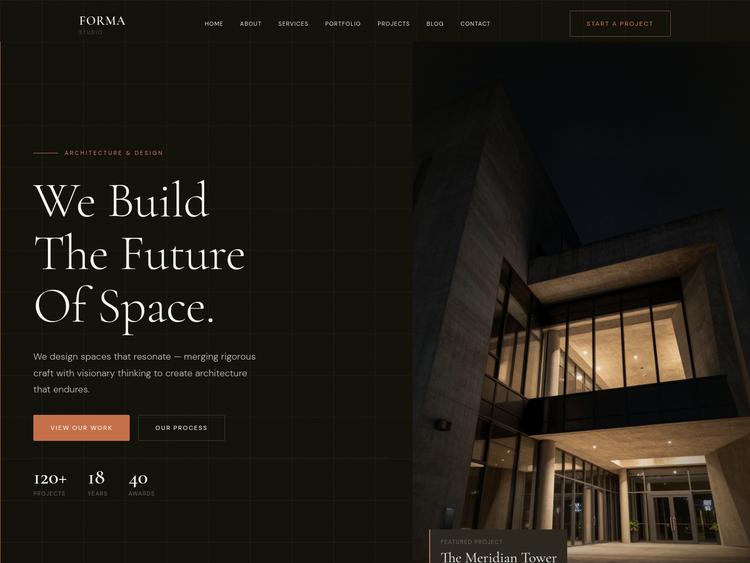 FORMA
STUDIO
HOME
ABOUT
SERVICES
PORTFOLIO
PROJECTS
BLOG
CONTACT
START A PROJECT
ARCHITECTURE & DESIGN
We Build
The Future
Of Space.
We design spaces that resonate — merging rigorous
craft with visionary thinking to create architecture
that endures.
VIEW OUR WORK
OUR PROCESS
120+
PROJECTS
18
YEARS
40
AWARDS
FEATURED PROJECT
The Meridian Tower